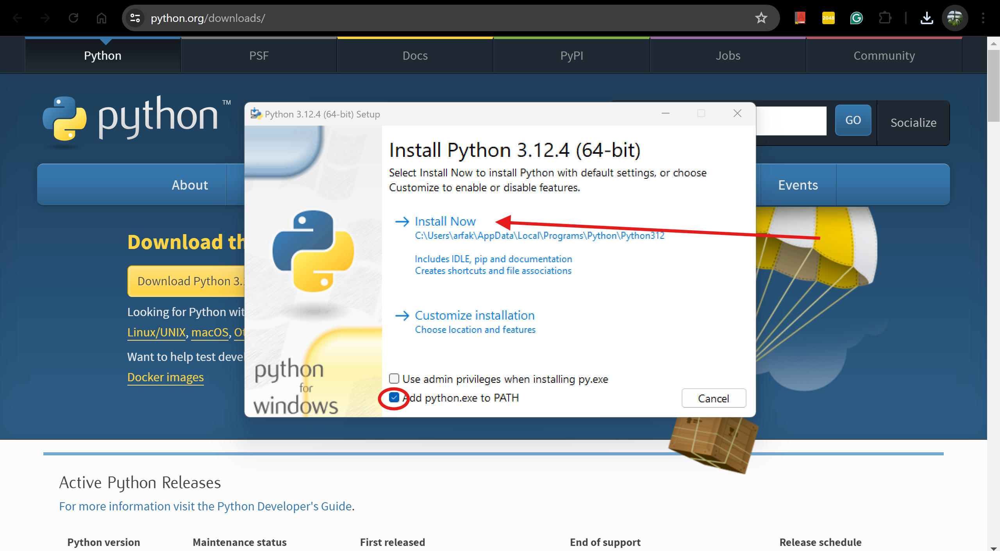 python.org/downloads/
2048
Python
PSF
Docs
PyPI
Jobs
Community
python™
GO
Socialize
About
Events
Download
Download Python 3.
Looking for Python
Linux/UNIX, macOS,
Want to help test
Docker images
Python 3.12.4 (64-bit) Setup
Install Python 3.12.4 (64-bit)
Select Install Now to install Python with default settings, or choose
Customize to enable or disable features.
Install Now
C:\Users\arfak\AppData\Local\Programs\Python\Python312
Includes IDLE, pip and documentation
Creates shortcuts and file associations
Customize installation
Choose location and features
Use admin privileges when installing py.exe
Add python.exe to PATH
Cancel
python
for
windows
Active Python Releases
For more information visit the Python Developer's Guide.
Python version
Maintenance status
First released
End of support
Release schedule